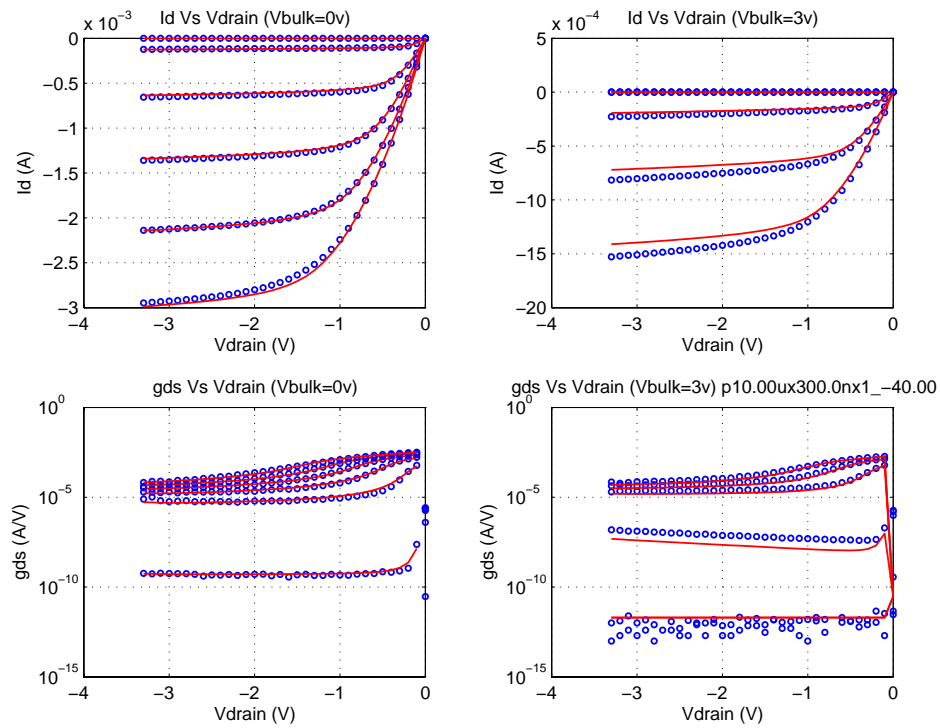 x 10−3
Id Vs Vdrain (Vbulk=0v)
0
−0.5
−1
−1.5
−2
−2.5
−3
Id (A)
−4
−3
−2
−1
0
Vdrain (V)
x 10−4
Id Vs Vdrain (Vbulk=3v)
5
0
−5
−10
−15
−20
Id (A)
−4
−3
−2
−1
0
Vdrain (V)
gds Vs Vdrain (Vbulk=0v)
10^0
10^−5
10^−10
10^−15
gds (A/V)
−4
−3
−2
−1
0
Vdrain (V)
gds Vs Vdrain (Vbulk=3v) p10.00ux300.0nx1_−40.00
10^0
10^−5
10^−10
10^−15
gds (A/V)
−4
−3
−2
−1
0
Vdrain (V)